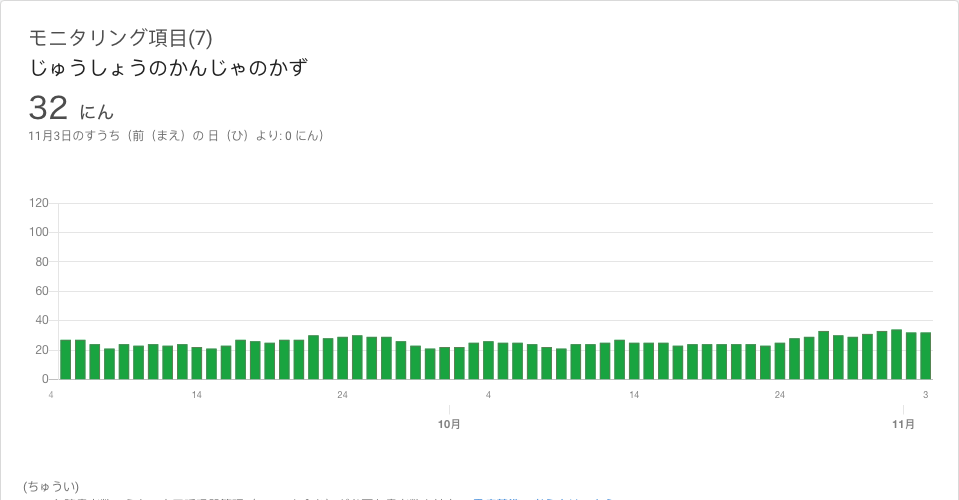 モニタリング項目(7)
じゅうしょうのかんじゃのかず
32 にん
11月3日のすうち（前（まえ）の 日（ひ）より: 0 にん）
120
100
80
60
40
20
0
4 14 24 4 14 24 3
10月 11月
(ちゅうい)